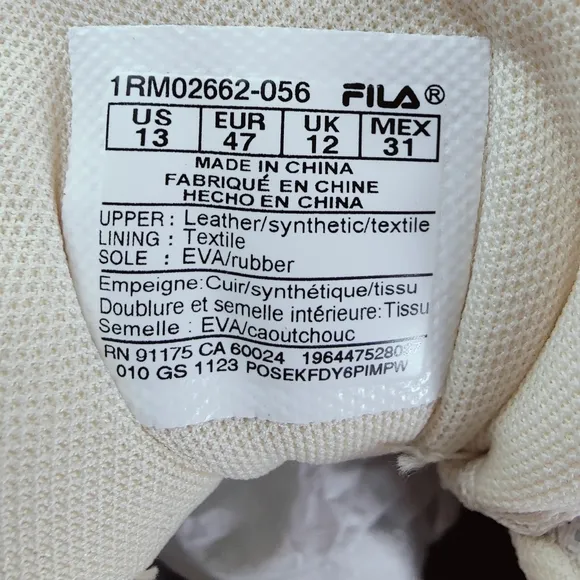 1RM02662-056 FILA®
US EUR UK MEX
13 47 12 31
MADE IN CHINA
FABRIQUÉ EN CHINE
HECHO EN CHINA
UPPER : Leather/synthetic/textile
LINING : Textile
SOLE : EVA/rubber
Empeigne:Cuir/synthétique/tissu
Doublure et semelle intérieure:Tissu
Semelle : EVA/caoutchouc
RN 91175 CA 60024
010 GS 1123 POSEKFDY6PIMPW